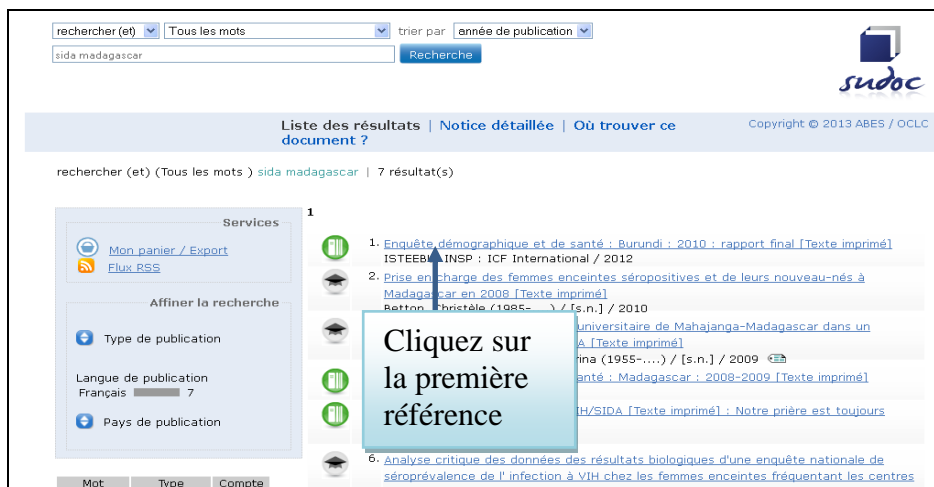 rechercher (et) Tous les mots trier par année de publication
sida madagascar Recherche
sudoc
Liste des résultats | Notice détaillée | Où trouver ce
document ?
Copyright © 2013 ABES / OCLC
rechercher (et) (Tous les mots ) sida madagascar | 7 résultat(s)
Services
Mon panier / Export
Flux RSS
Affiner la recherche
Type de publication
Langue de publication
Français 7
Pays de publication
Mot Type Compte
1
1. Enquête démographique et de santé : Burundi : 2010 : rapport final [Texte imprimé]
INSP : ICF International / 2012
2. Prise en charge des femmes enceintes séropositives et de leurs nouveau-nés à
Madagascar en 2008 [Texte imprimé]
Betton, Christèle (1985-....) / [s.n.] / 2010
universitaire de Mahajanga-Madagascar dans un
[Texte imprimé]
(1955-....) / [s.n.] / 2009
: Madagascar : 2008-2009 [Texte imprimé]
[Texte imprimé] : Notre prière est toujours
6. Analyse critique des données des résultats biologiques d'une enquête nationale de
séroprévalence de l' infection à VIH chez les femmes enceintes fréquentant les centres
Cliquez sur
la première
référence